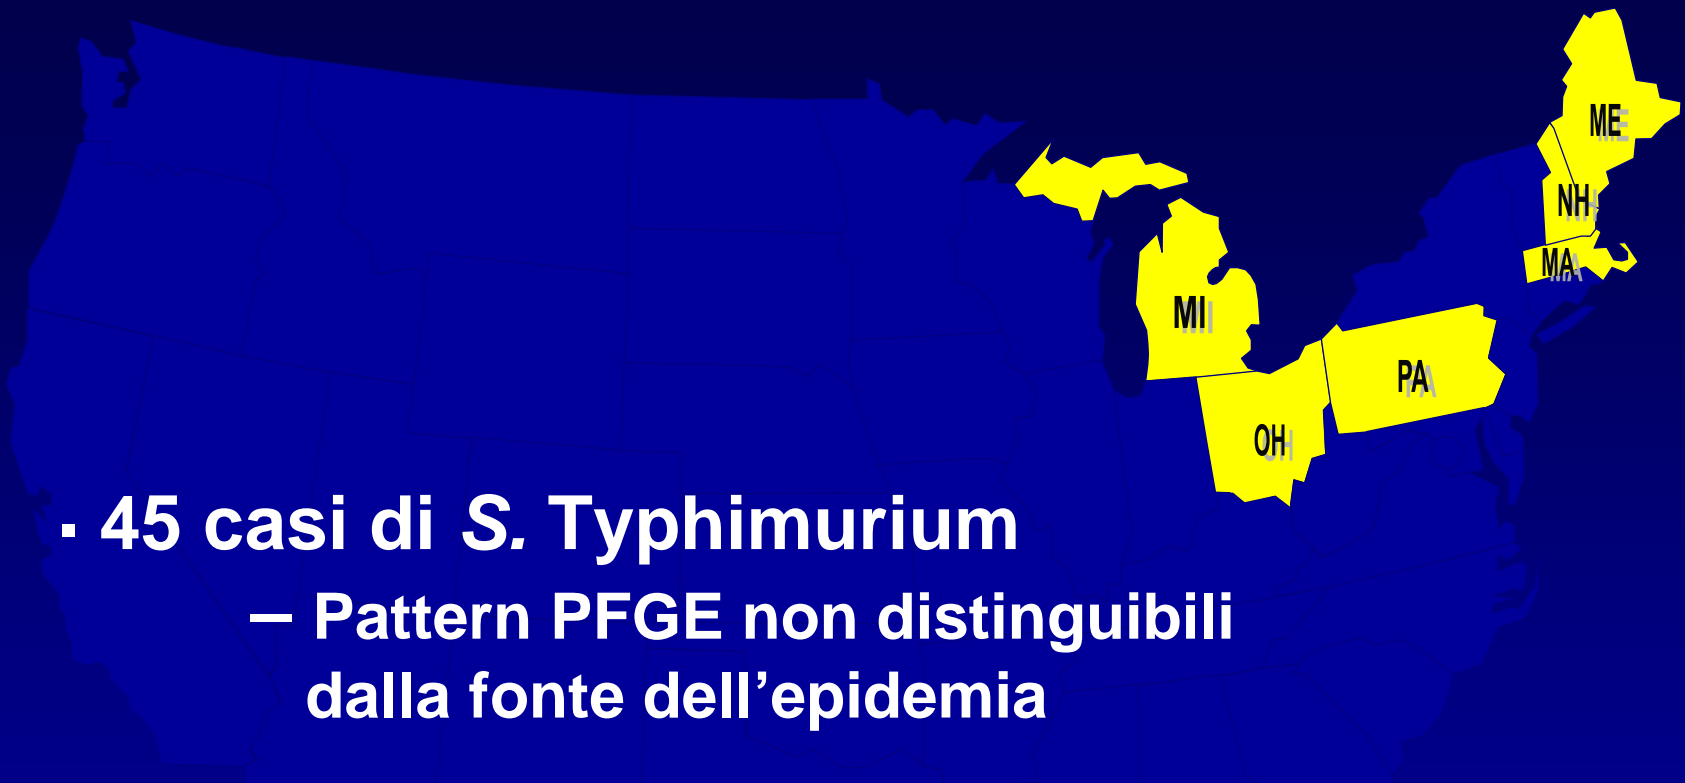 ME
NH
MA
MI
PA
OH
▪ 45 casi di S. Typhimurium
– Pattern PFGE non distinguibili
dalla fonte dell’epidemia